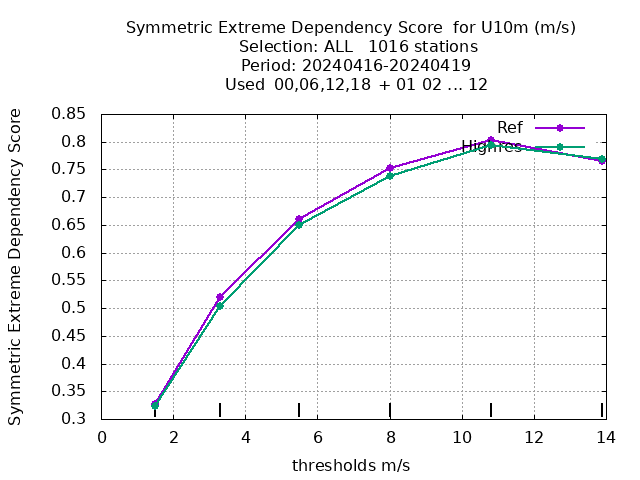 Symmetric Extreme Dependency Score  for U10m (m/s)
Selection: ALL   1016 stations
Period: 20240416-20240419
Used  00,06,12,18  + 01 02 ... 12
Symmetric Extreme Dependency Score
0.85
0.8
0.75
0.7
0.65
0.6
0.55
0.5
0.45
0.4
0.35
0.3
Ref
Highres
0 2 4 6 8 10 12 14
thresholds m/s